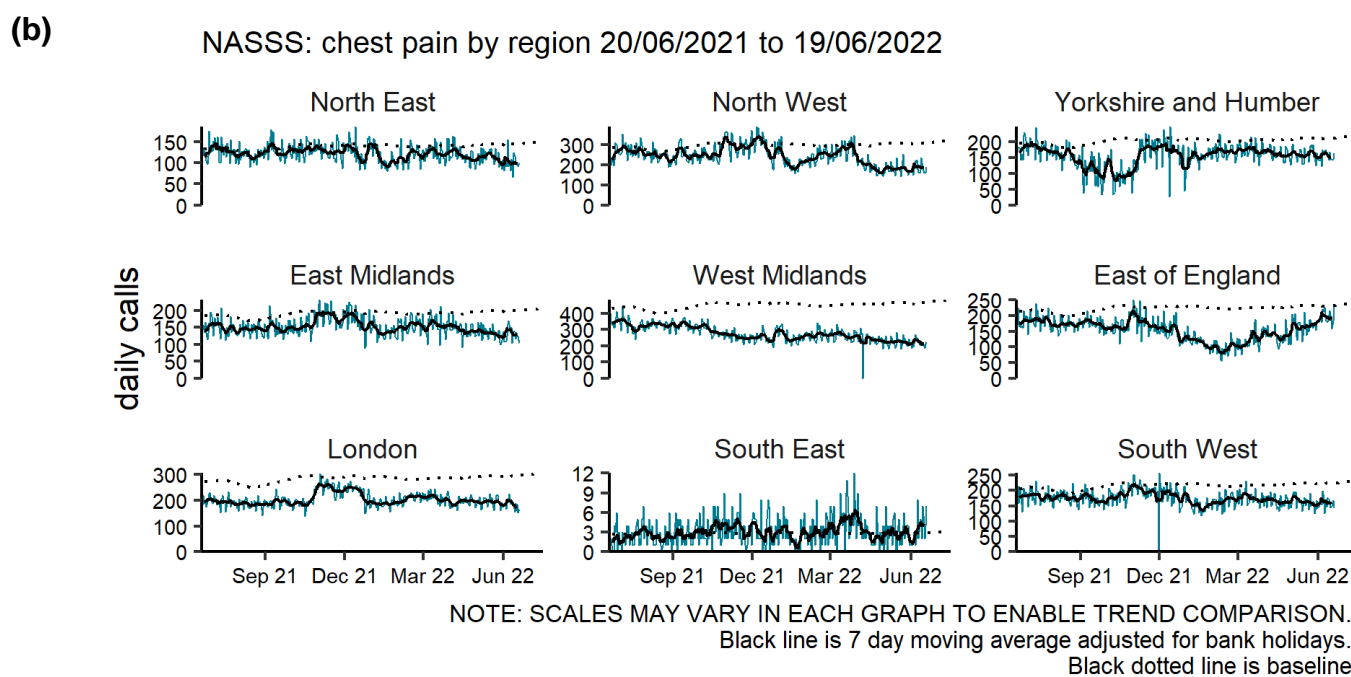 (b)
NASSS: chest pain by region 20/06/2021 to 19/06/2022
North East
150
100
50
0
North West
300
200
100
0
Yorkshire and Humber
200
150
100
50
0
daily calls
East Midlands
200
150
100
50
0
West Midlands
400
300
200
100
0
East of England
250
200
150
100
50
0
London
300
200
100
0
South East
12
9
6
3
0
South West
250
200
150
100
50
0
Sep 21 Dec 21 Mar 22 Jun 22
Sep 21 Dec 21 Mar 22 Jun 22
Sep 21 Dec 21 Mar 22 Jun 22
NOTE: SCALES MAY VARY IN EACH GRAPH TO ENABLE TREND COMPARISON.
Black line is 7 day moving average adjusted for bank holidays.
Black dotted line is baseline